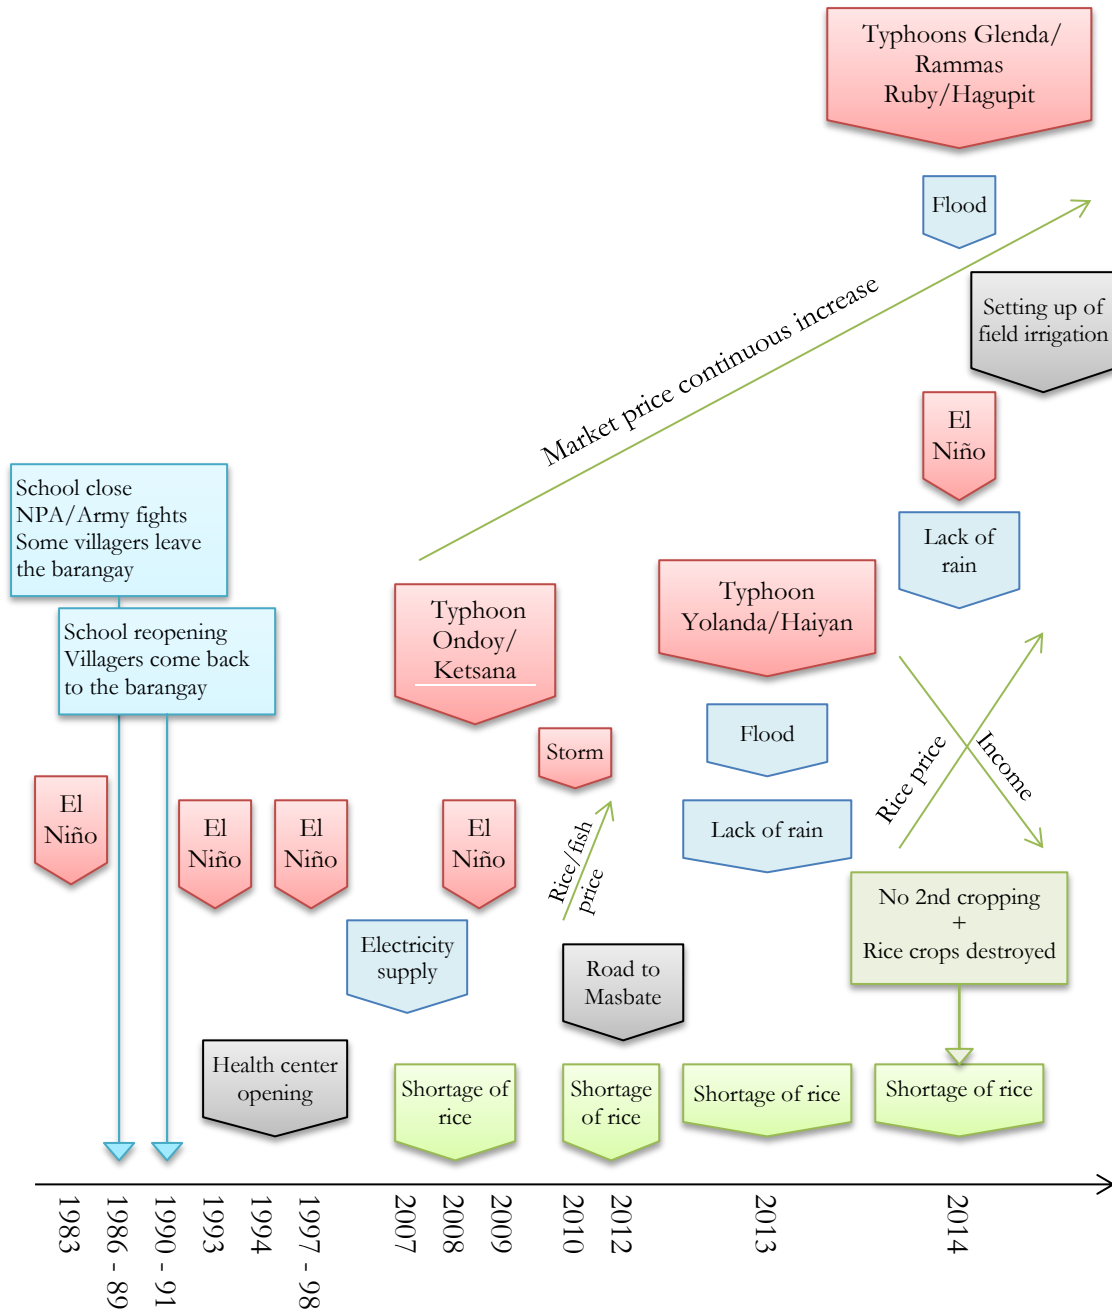 Typhoons Glenda/
Rammas
Ruby/Hagupit
Flood
Setting up of
field irrigation
Market price continuous increase
El
Niño
Lack of
rain
School close
NPA/Army fights
Some villagers leave
the barangay
School reopening
Villagers come back
to the barangay
Typhoon
Ondoy/
Ketsana
Typhoon
Yolanda/Haiyan
Storm
Flood
Lack of rain
Rice price
Income
El
Niño
El
Niño
El
Niño
El
Niño
Rice/fish
price
No 2nd cropping
+
Rice crops destroyed
Electricity
supply
Road to
Masbate
Health center
opening
Shortage of
rice
Shortage
of rice
Shortage of rice
Shortage of rice
1983
1986 - 89
1990 - 91
1993
1994
1997 - 98
2007
2008
2009
2010
2012
2013
2014